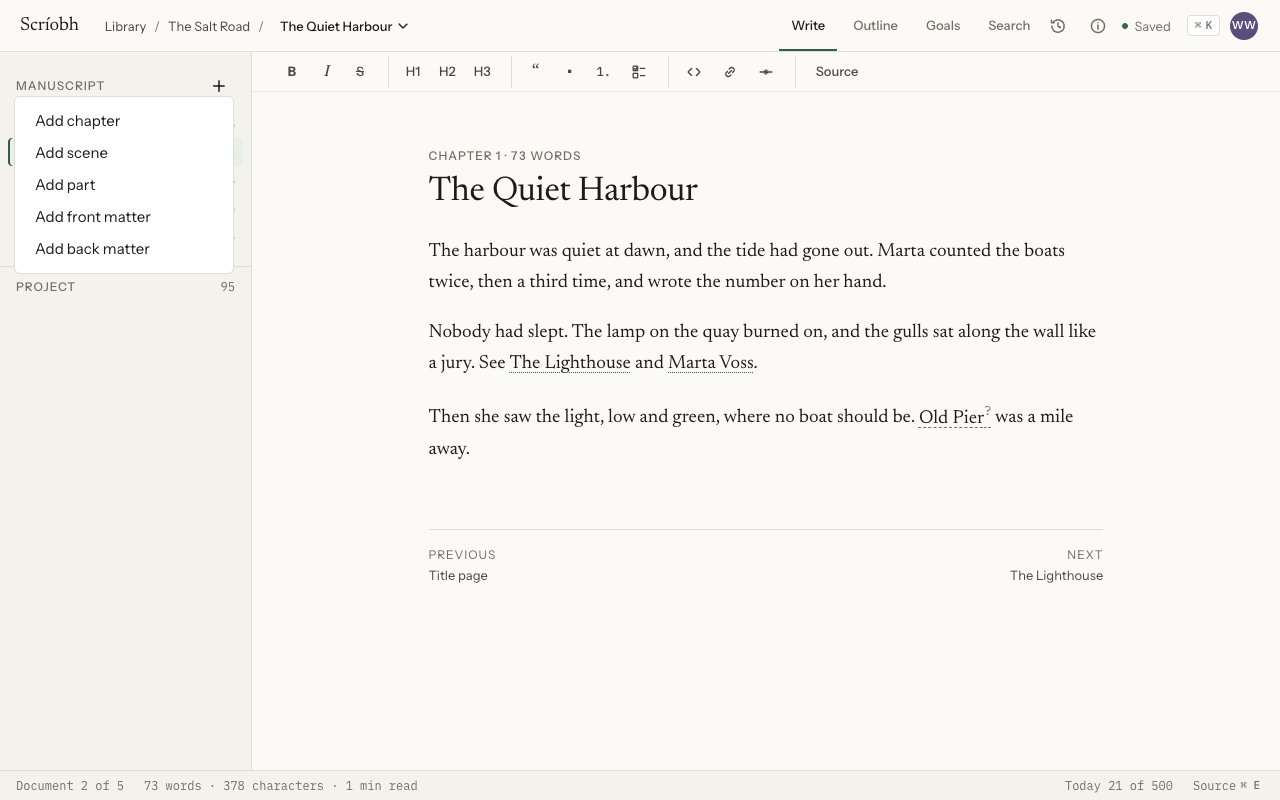 Scríobh Library / The Salt Road / The Quiet Harbour Write Outline Goals Search Saved ⌘ K WW
B I S H1 H2 H3 “ 1. Source
MANUSCRIPT
Add chapter
Add scene
Add part
Add front matter
Add back matter
PROJECT 95
CHAPTER 1 · 73 WORDS
The Quiet Harbour
The harbour was quiet at dawn, and the tide had gone out. Marta counted the boats
twice, then a third time, and wrote the number on her hand.
Nobody had slept. The lamp on the quay burned on, and the gulls sat along the wall like
a jury. See The Lighthouse and Marta Voss.
Then she saw the light, low and green, where no boat should be. Old Pier? was a mile
away.
PREVIOUS NEXT
Title page The Lighthouse
Document 2 of 5 73 words · 378 characters · 1 min read Today 21 of 500 Source ⌘ E